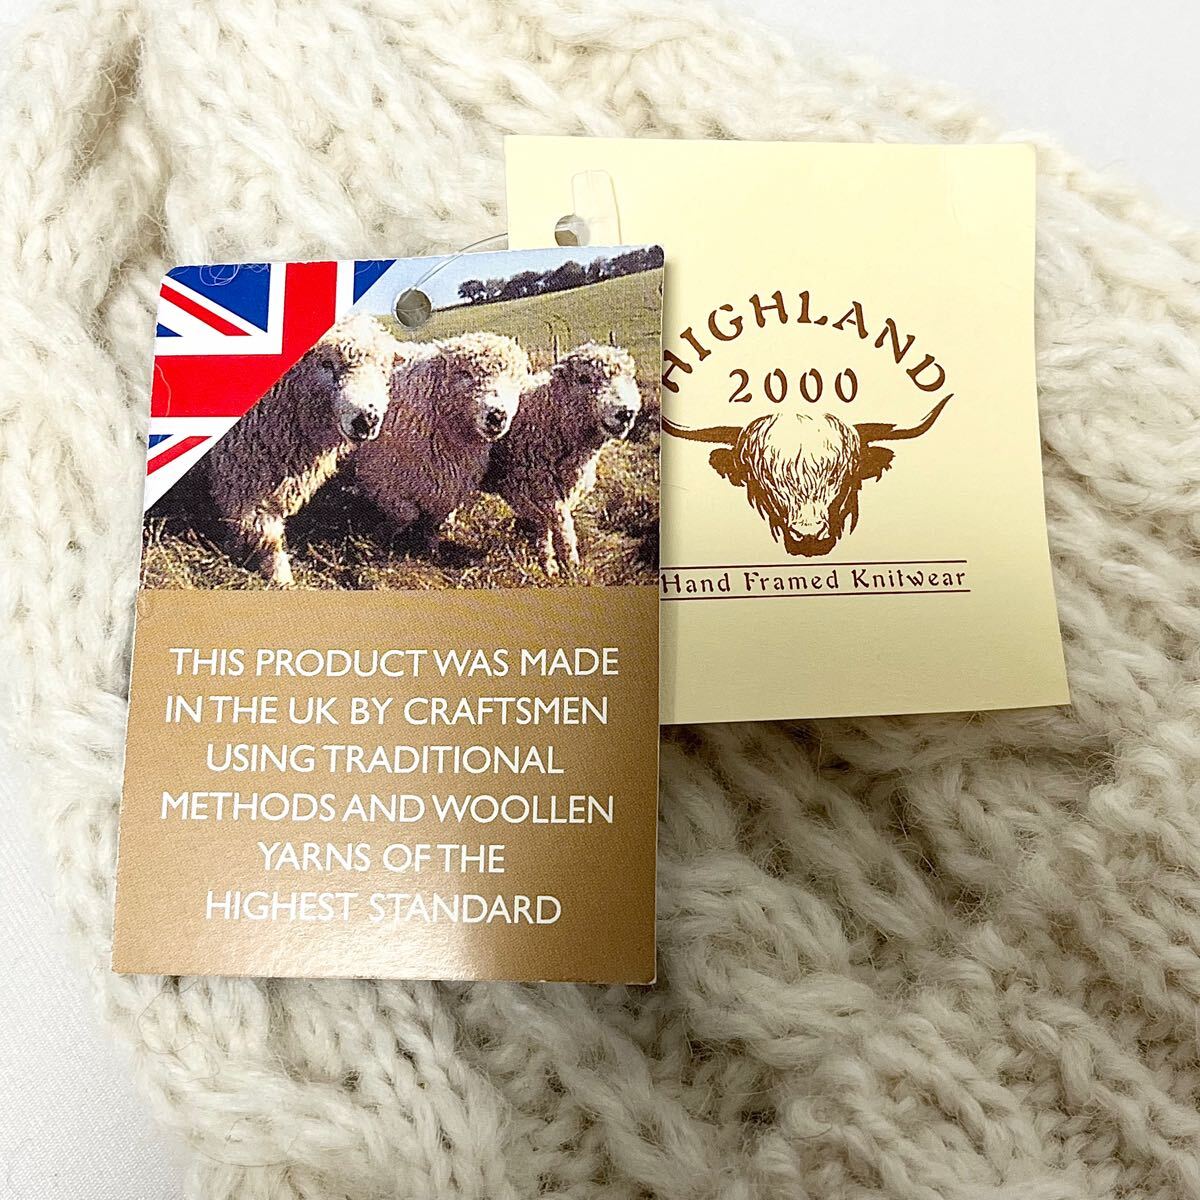 HIGHLAND
2000
Hand Framed Knitwear
THIS PRODUCT WAS MADE
IN THE UK BY CRAFTSMEN
USING TRADITIONAL
METHODS AND WOOLLEN
YARNS OF THE
HIGHEST STANDARD